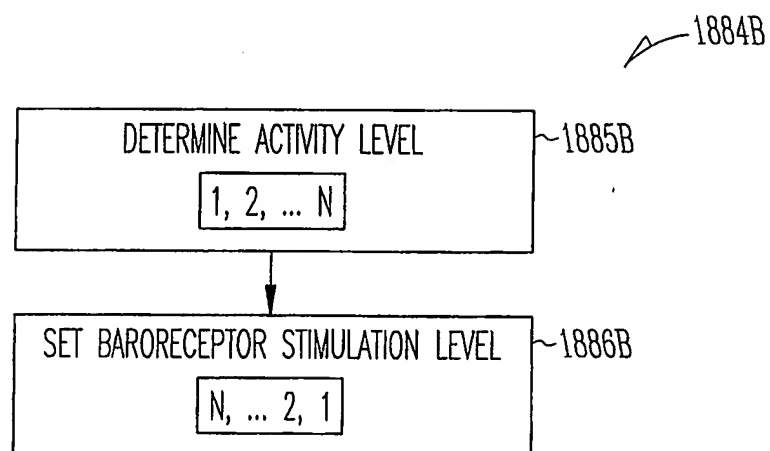 1884B
DETERMINE ACTIVITY LEVEL
1, 2, ... N
1885B
SET BARORECEPTOR STIMULATION LEVEL
N, ... 2, 1
1886B